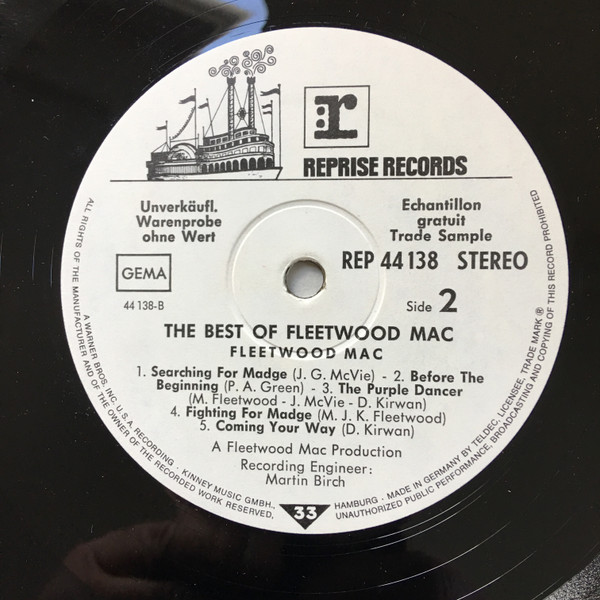 r
REPRISE RECORDS
Unverkäufl.
Warenprobe
ohne Wert
Echantillon
gratuit
Trade Sample
GEMA
44 138-B
REP 44 138 STEREO
Side 2
THE BEST OF FLEETWOOD MAC
FLEETWOOD MAC
1. Searching For Madge (J. G. McVie) - 2. Before The
Beginning (P. A. Green) - 3. The Purple Dancer
(M. Fleetwood - J. McVie - D. Kirwan)
4. Fighting For Madge (M. J. K. Fleetwood)
5. Coming Your Way (D. Kirwan)
A Fleetwood Mac Production
Recording Engineer:
Martin Birch
33
ALL RIGHTS OF THE MANUFACTURER AND OF THE OWNER OF THE RECORDED WORK RESERVED, UNAUTHORIZED PUBLIC PERFORMANCE, BROADCASTING AND COPYING OF THIS RECORD PROHIBITED
A WARNER BROS. INC. U. S. A. RECORDING · KINNEY MUSIC GMBH., HAMBURG · MADE IN GERMANY BY TELDEC, LICENSEE, TRADE MARK ®